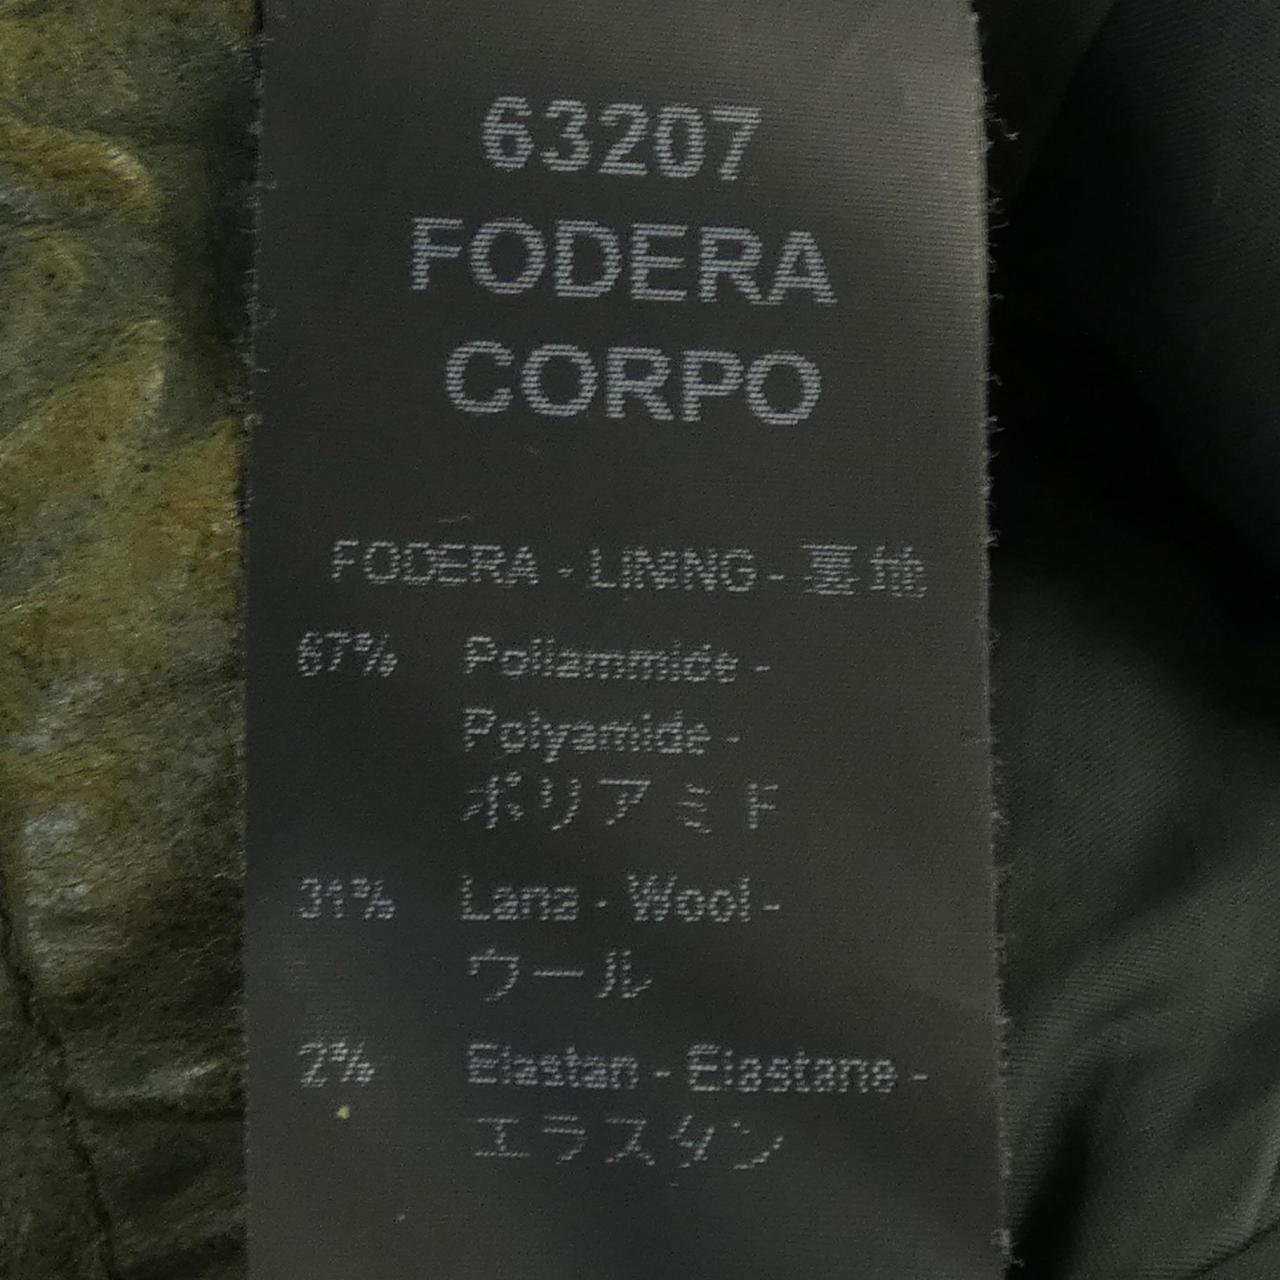 63207
FODERA
CORPO
FODERA - LINING - 裏地
67% Poliammide -
Polyamide -
ポリアミド
31% Lana - Wool -
ウール
2% Elastan - Elastane -
エラスタン